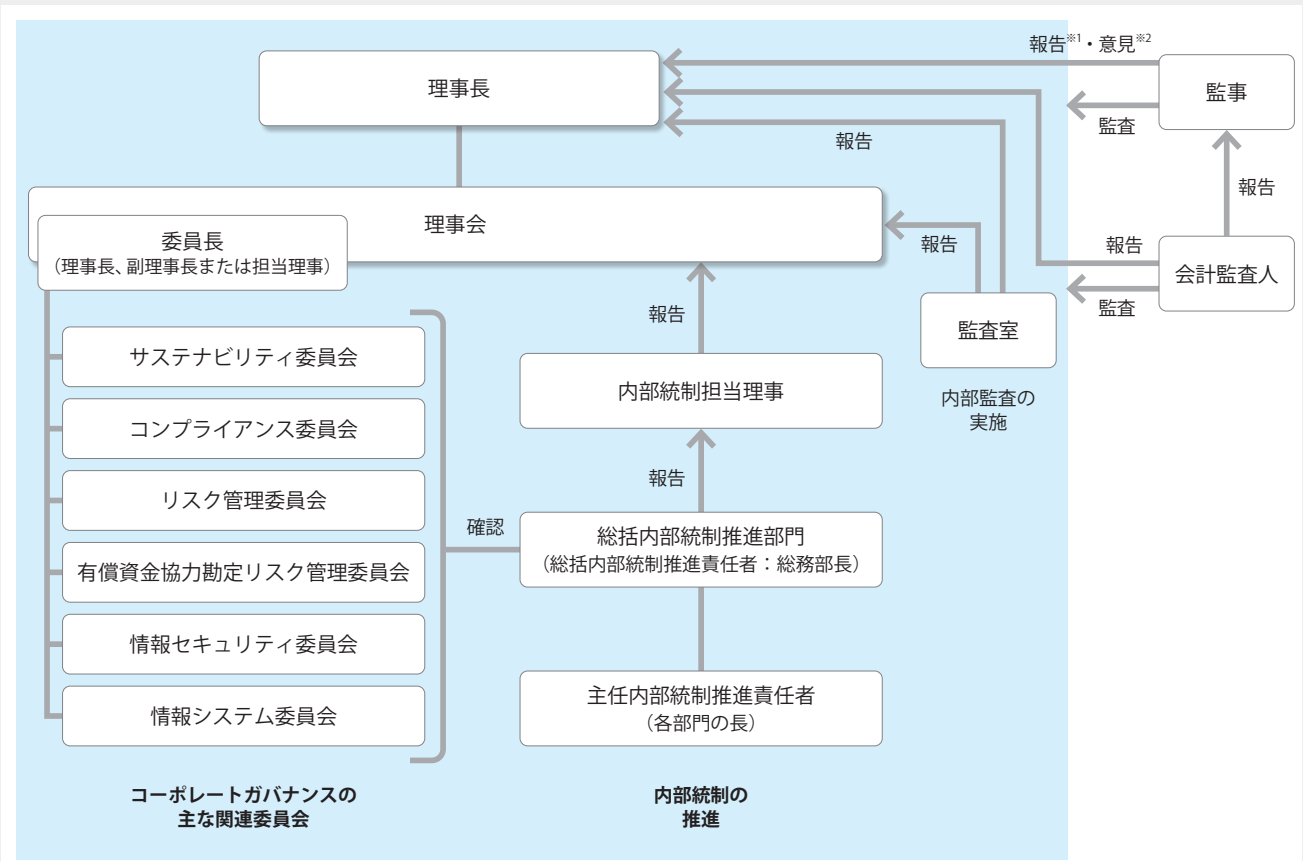 報告※1・意見※2
理事長
監事
監査
報告
報告
理事会
報告
報告
委員長
（理事長、副理事長または担当理事）
会計監査人
監査
報告
監査室
サステナビリティ委員会
内部統制担当理事
内部監査の
実施
コンプライアンス委員会
報告
リスク管理委員会
確認
総括内部統制推進部門
（総括内部統制推進責任者：総務部長）
有償資金協力勘定リスク管理委員会
情報セキュリティ委員会
主任内部統制推進責任者
（各部門の長）
情報システム委員会
コーポレートガバナンスの
主な関連委員会
内部統制の
推進